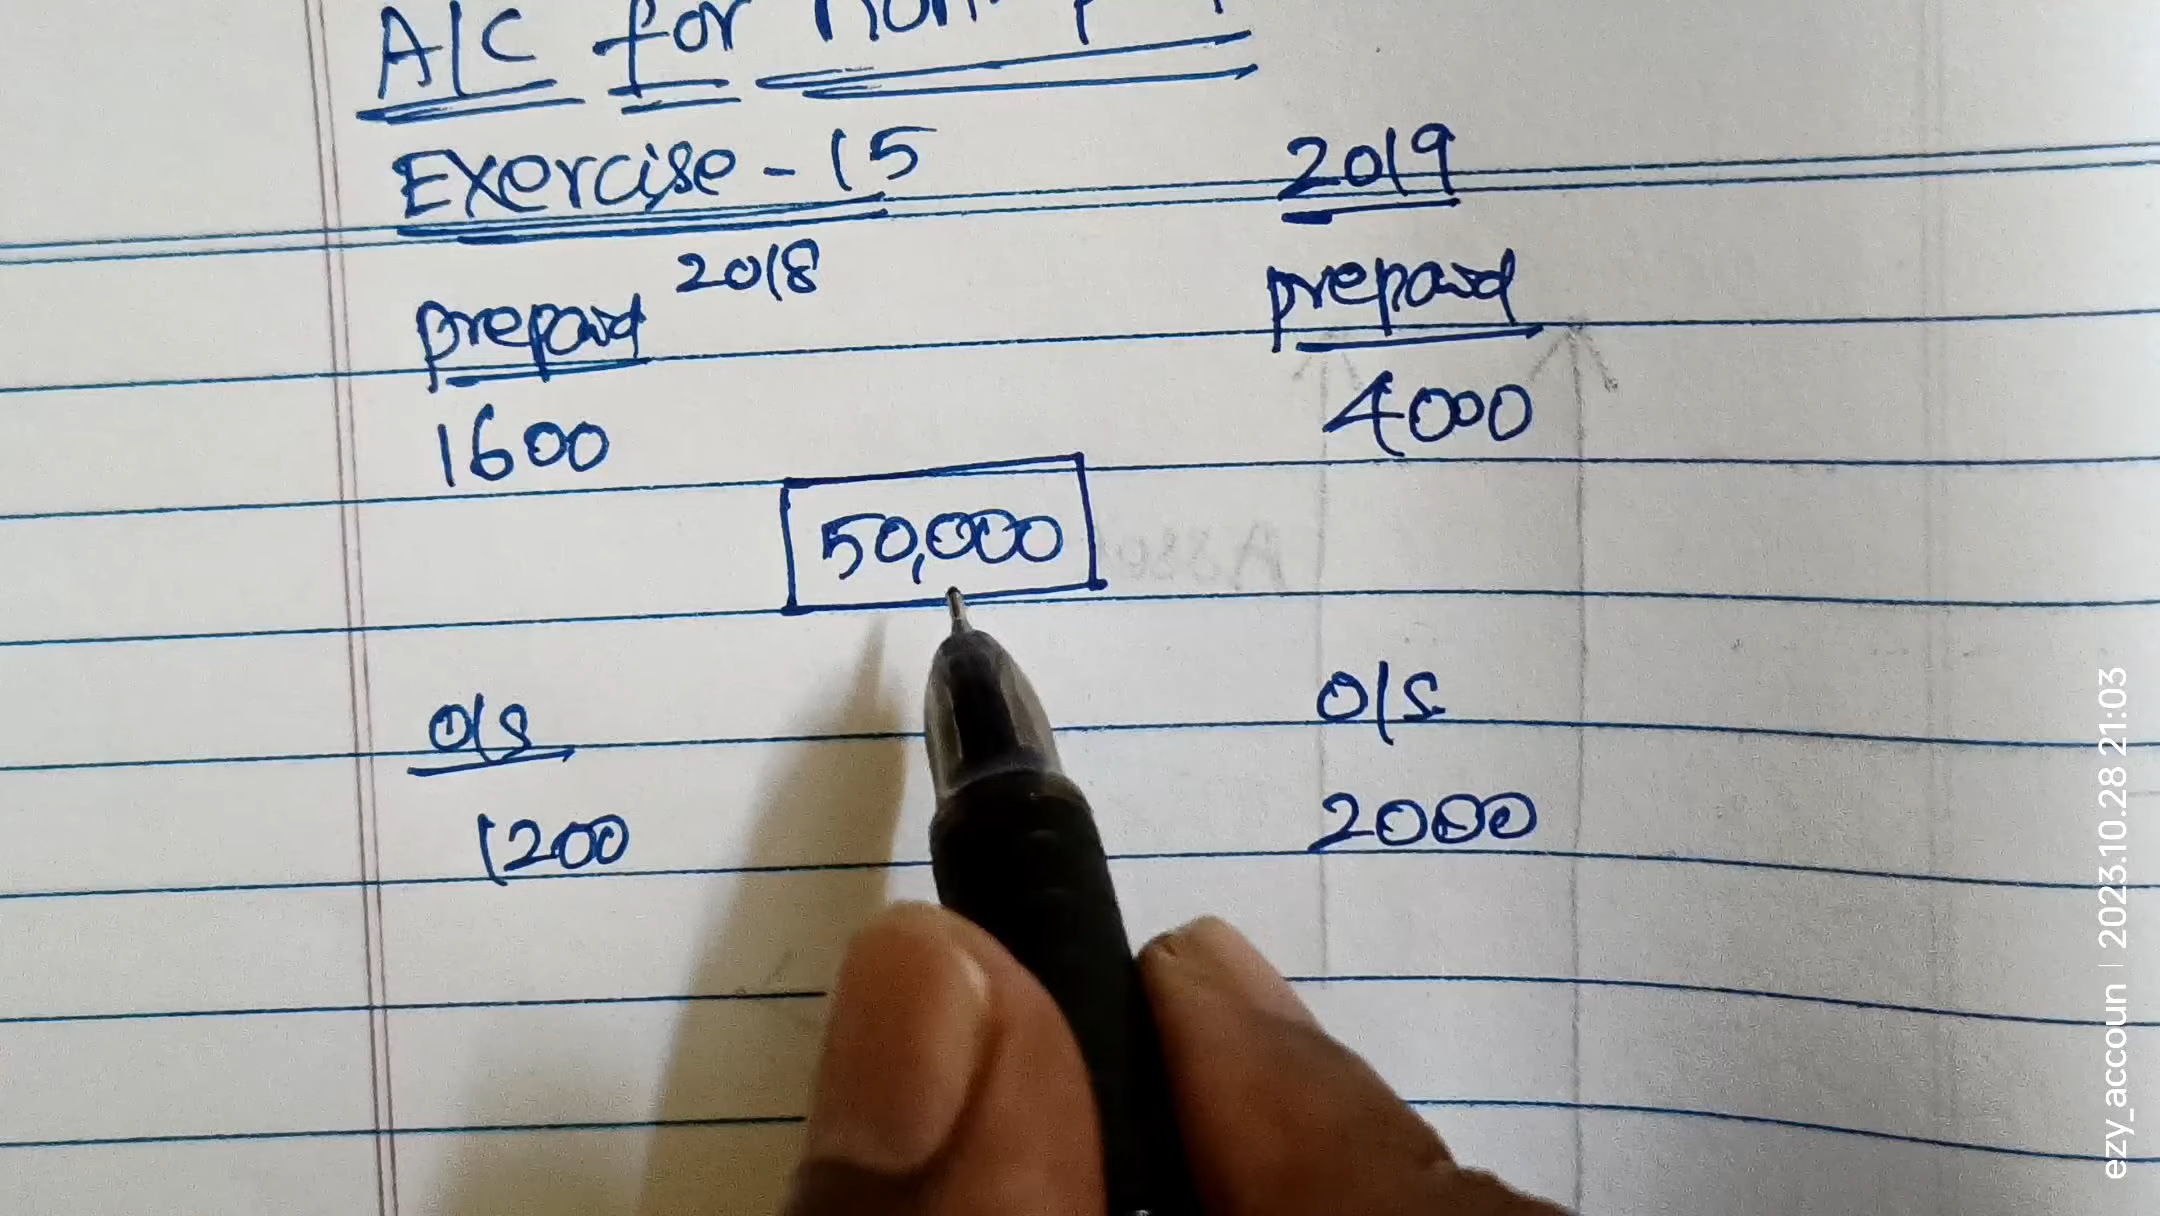 A/C for
Exercise - 15
2019
2018
prepaid
prepaid
1600
4000
50,000
O/S
O/S
1200
2000
ezy_accoun | 2023.10.28 21:03